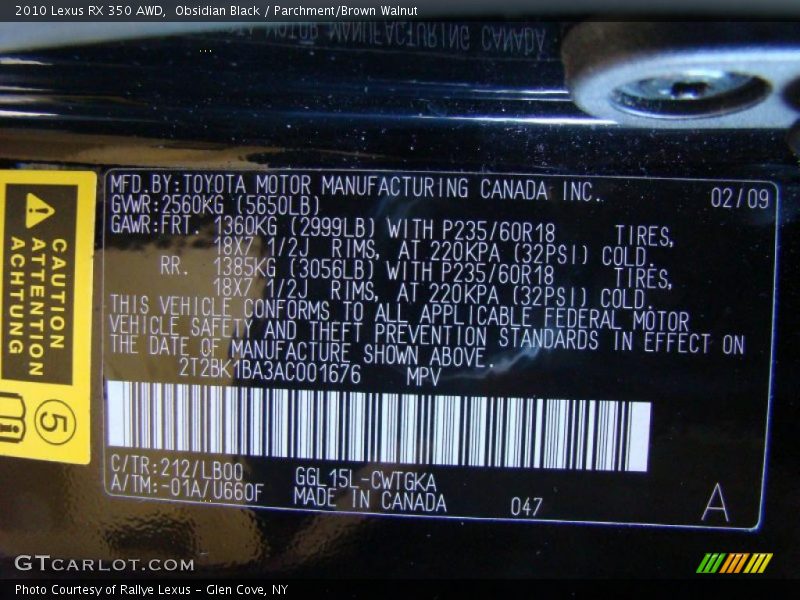 2010 Lexus RX 350 AWD,  Obsidian Black / Parchment/Brown Walnut
MOTOR MANUFACTURING CANADA
MFD.BY:TOYOTA MOTOR MANUFACTURING CANADA INC. 02/09
GVWR:2560KG (5650LB)
GAWR:FRT. 1360KG (2999LB) WITH P235/60R18 TIRES,
18X7 1/2J RIMS, AT 220KPA (32PSI) COLD.
RR. 1385KG (3056LB) WITH P235/60R18 TIRES,
18X7 1/2J RIMS, AT 220KPA (32PSI) COLD.
THIS VEHICLE CONFORMS TO ALL APPLICABLE FEDERAL MOTOR
VEHICLE SAFETY AND THEFT PREVENTION STANDARDS IN EFFECT ON
THE DATE OF MANUFACTURE SHOWN ABOVE.
2T2BK1BA3AC001676 MPV
C/TR:212/LB00 GGL15L-CWTGKA
A/TM:-01A/U660F MADE IN CANADA 047 A
CAUTION
ATTENTION
ACHTUNG
5
GTCARLOT.COM
Photo Courtesy of Rallye Lexus - Glen Cove, NY